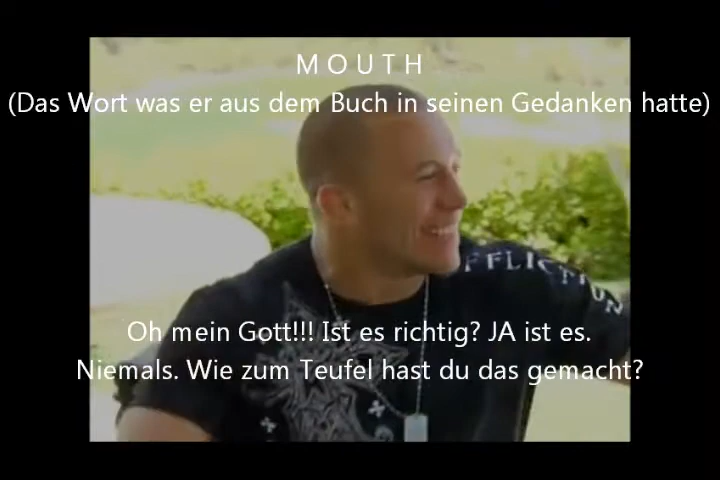 M O U T H
(Das Wort was er aus dem Buch in seinen Gedanken hatte)
AFFLICTION
Oh mein Gott!!! Ist es richtig? JA ist es.
Niemals. Wie zum Teufel hast du das gemacht?